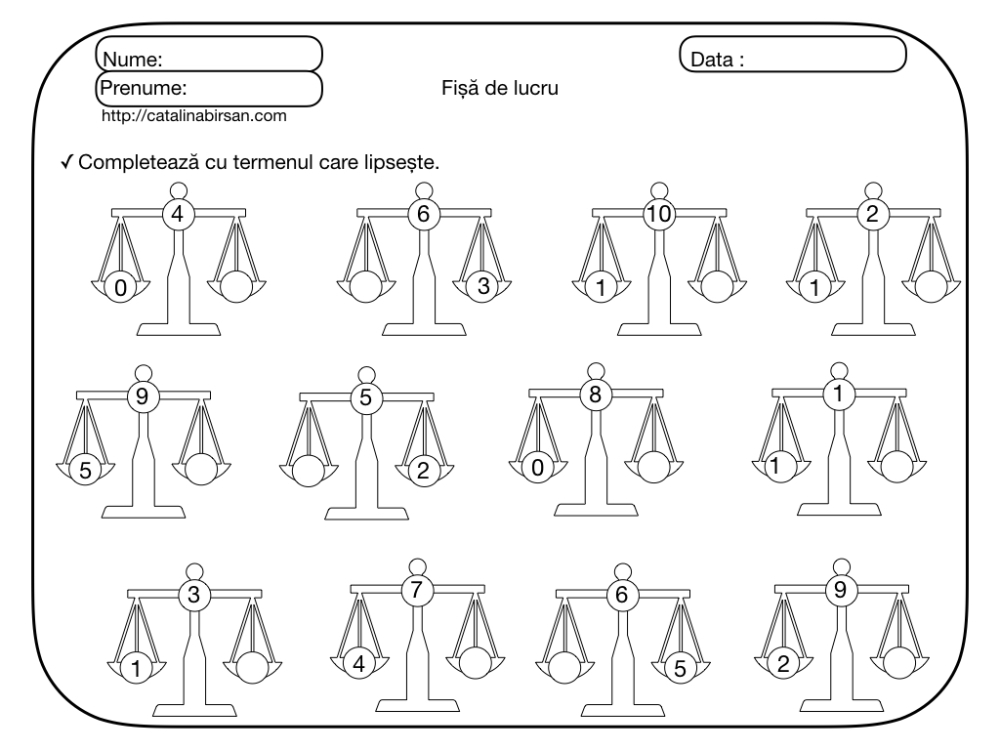 Nume:
Data :
Prenume:
Fișă de lucru
http://catalinabirsan.com
✓ Completează cu termenul care lipsește.
4 6 10 2
0 3 1 1
9 5 8 1
5 2 0 1
3 7 6 9
1 4 5 2